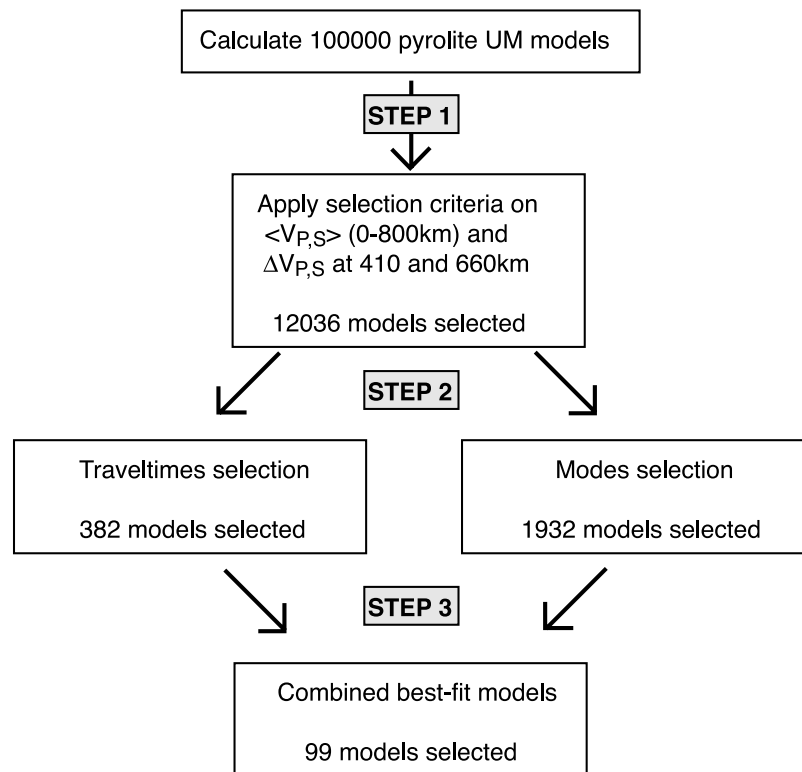 Calculate 100000 pyrolite UM models
STEP 1
Apply selection criteria on
<V_{P,S}> (0-800km) and
ΔV_{P,S} at 410 and 660km
12036 models selected
STEP 2
Traveltimes selection
382 models selected
Modes selection
1932 models selected
STEP 3
Combined best-fit models
99 models selected